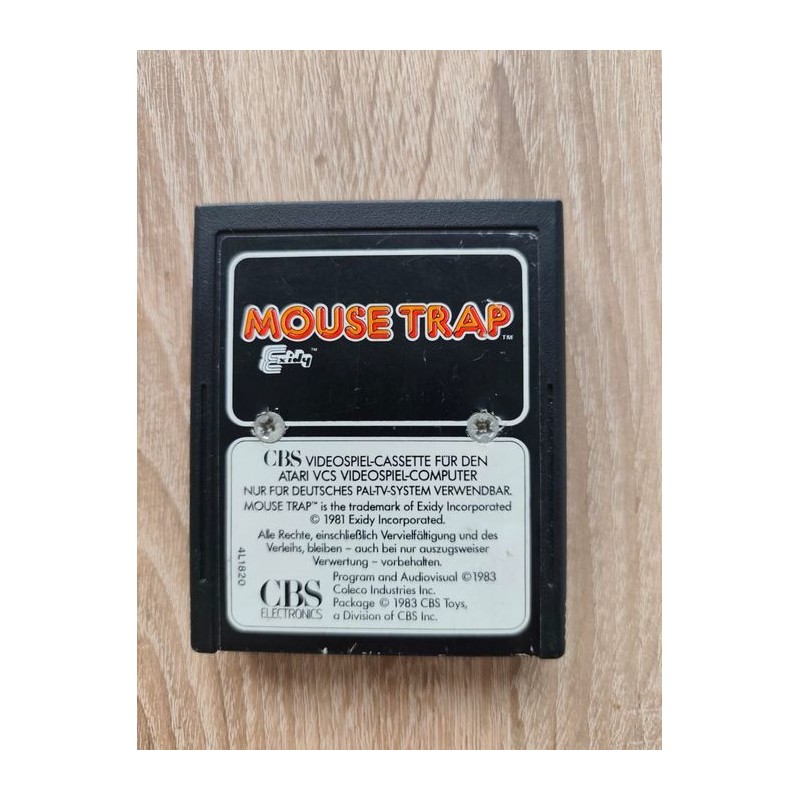 MOUSE TRAP™
Exidy™
CBS VIDEOSPIEL-CASSETTE FÜR DEN
ATARI VCS VIDEOSPIEL-COMPUTER
NUR FÜR DEUTSCHES PAL-TV-SYSTEM VERWENDBAR.
MOUSE TRAP™ is the trademark of Exidy Incorporated
© 1981 Exidy Incorporated.
Alle Rechte, einschließlich Vervielfältigung und des
Verleihs, bleiben – auch bei nur auszugsweiser
Verwertung – vorbehalten.
4L1820
CBS
ELECTRONICS
Program and Audiovisual ©1983
Coleco Industries Inc.
Package © 1983 CBS Toys,
a Division of CBS Inc.